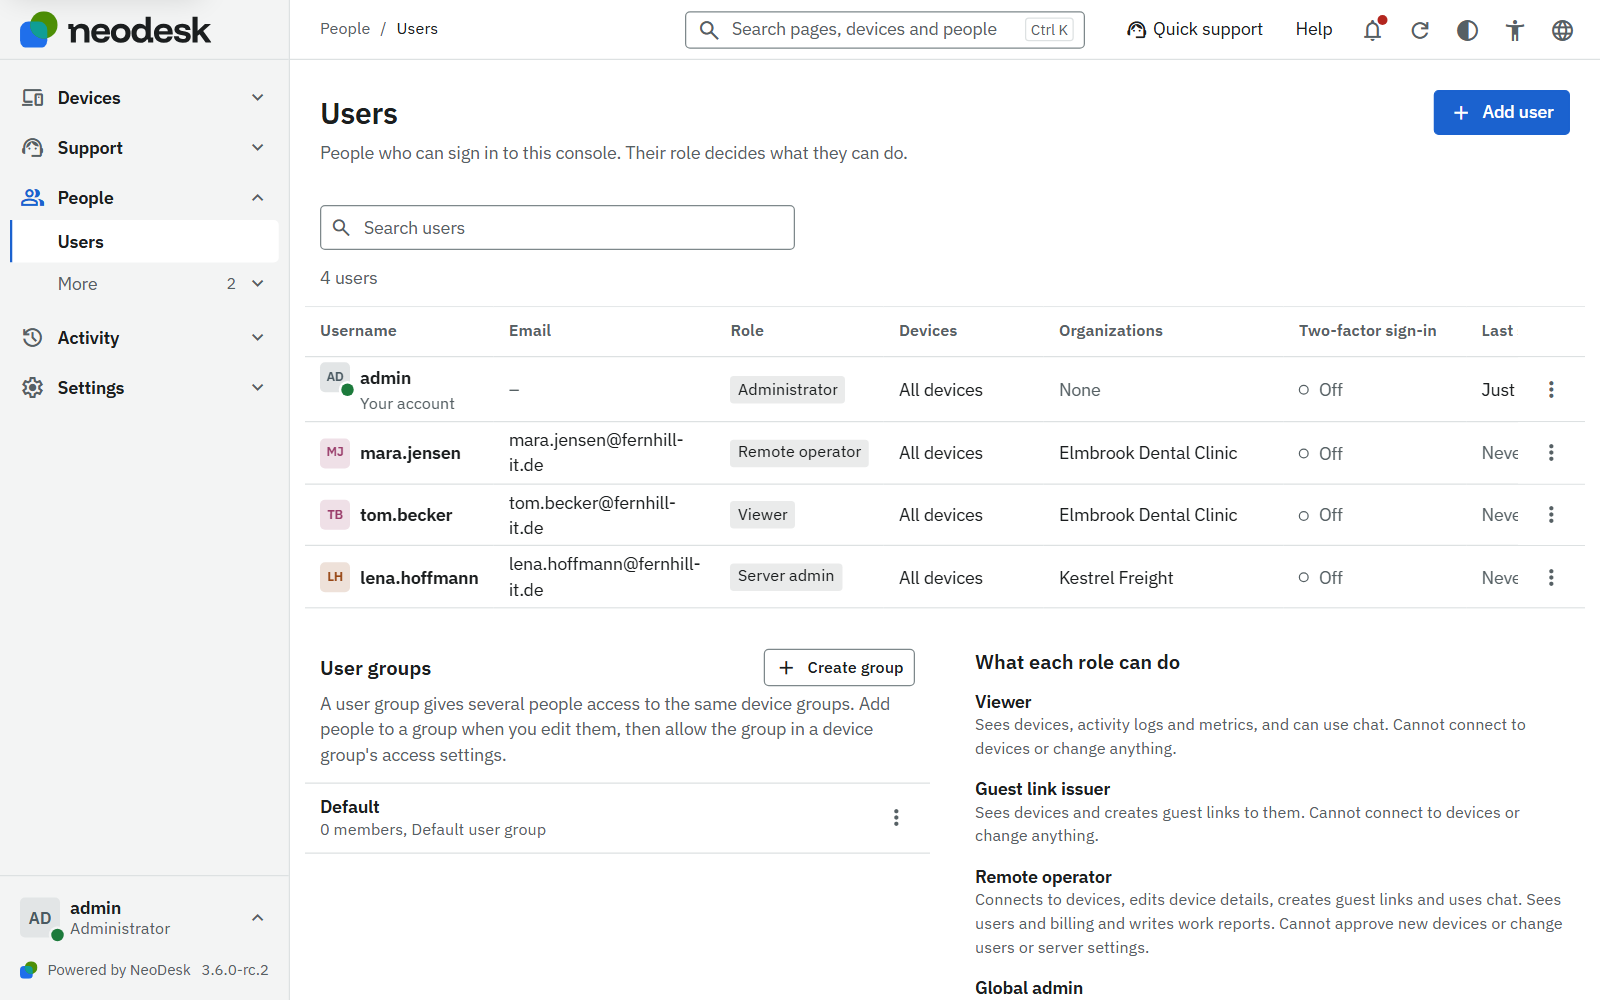 neodesk
People / Users
Search pages, devices and people Ctrl K
Quick support
Help
Devices
Support
People
Users
More 2
Activity
Settings
Users
Add user
People who can sign in to this console. Their role decides what they can do.
Search users
4 users
Username Email Role Devices Organizations Two-factor sign-in Last
AD admin
Your account
– Administrator All devices None Off Just
MJ mara.jensen
mara.jensen@fernhill-
it.de
Remote operator All devices Elmbrook Dental Clinic Off Neve
TB tom.becker
tom.becker@fernhill-
it.de
Viewer All devices Elmbrook Dental Clinic Off Neve
LH lena.hoffmann
lena.hoffmann@fernhill-
it.de
Server admin All devices Kestrel Freight Off Neve
User groups
Create group
A user group gives several people access to the same device groups. Add
people to a group when you edit them, then allow the group in a device
group's access settings.
Default
0 members, Default user group
What each role can do
Viewer
Sees devices, activity logs and metrics, and can use chat. Cannot connect to
devices or change anything.
Guest link issuer
Sees devices and creates guest links to them. Cannot connect to devices or
change anything.
Remote operator
Connects to devices, edits device details, creates guest links and uses chat. Sees
users and billing and writes work reports. Cannot approve new devices or change
users or server settings.
Global admin
AD admin
Administrator
Powered by NeoDesk 3.6.0-rc.2